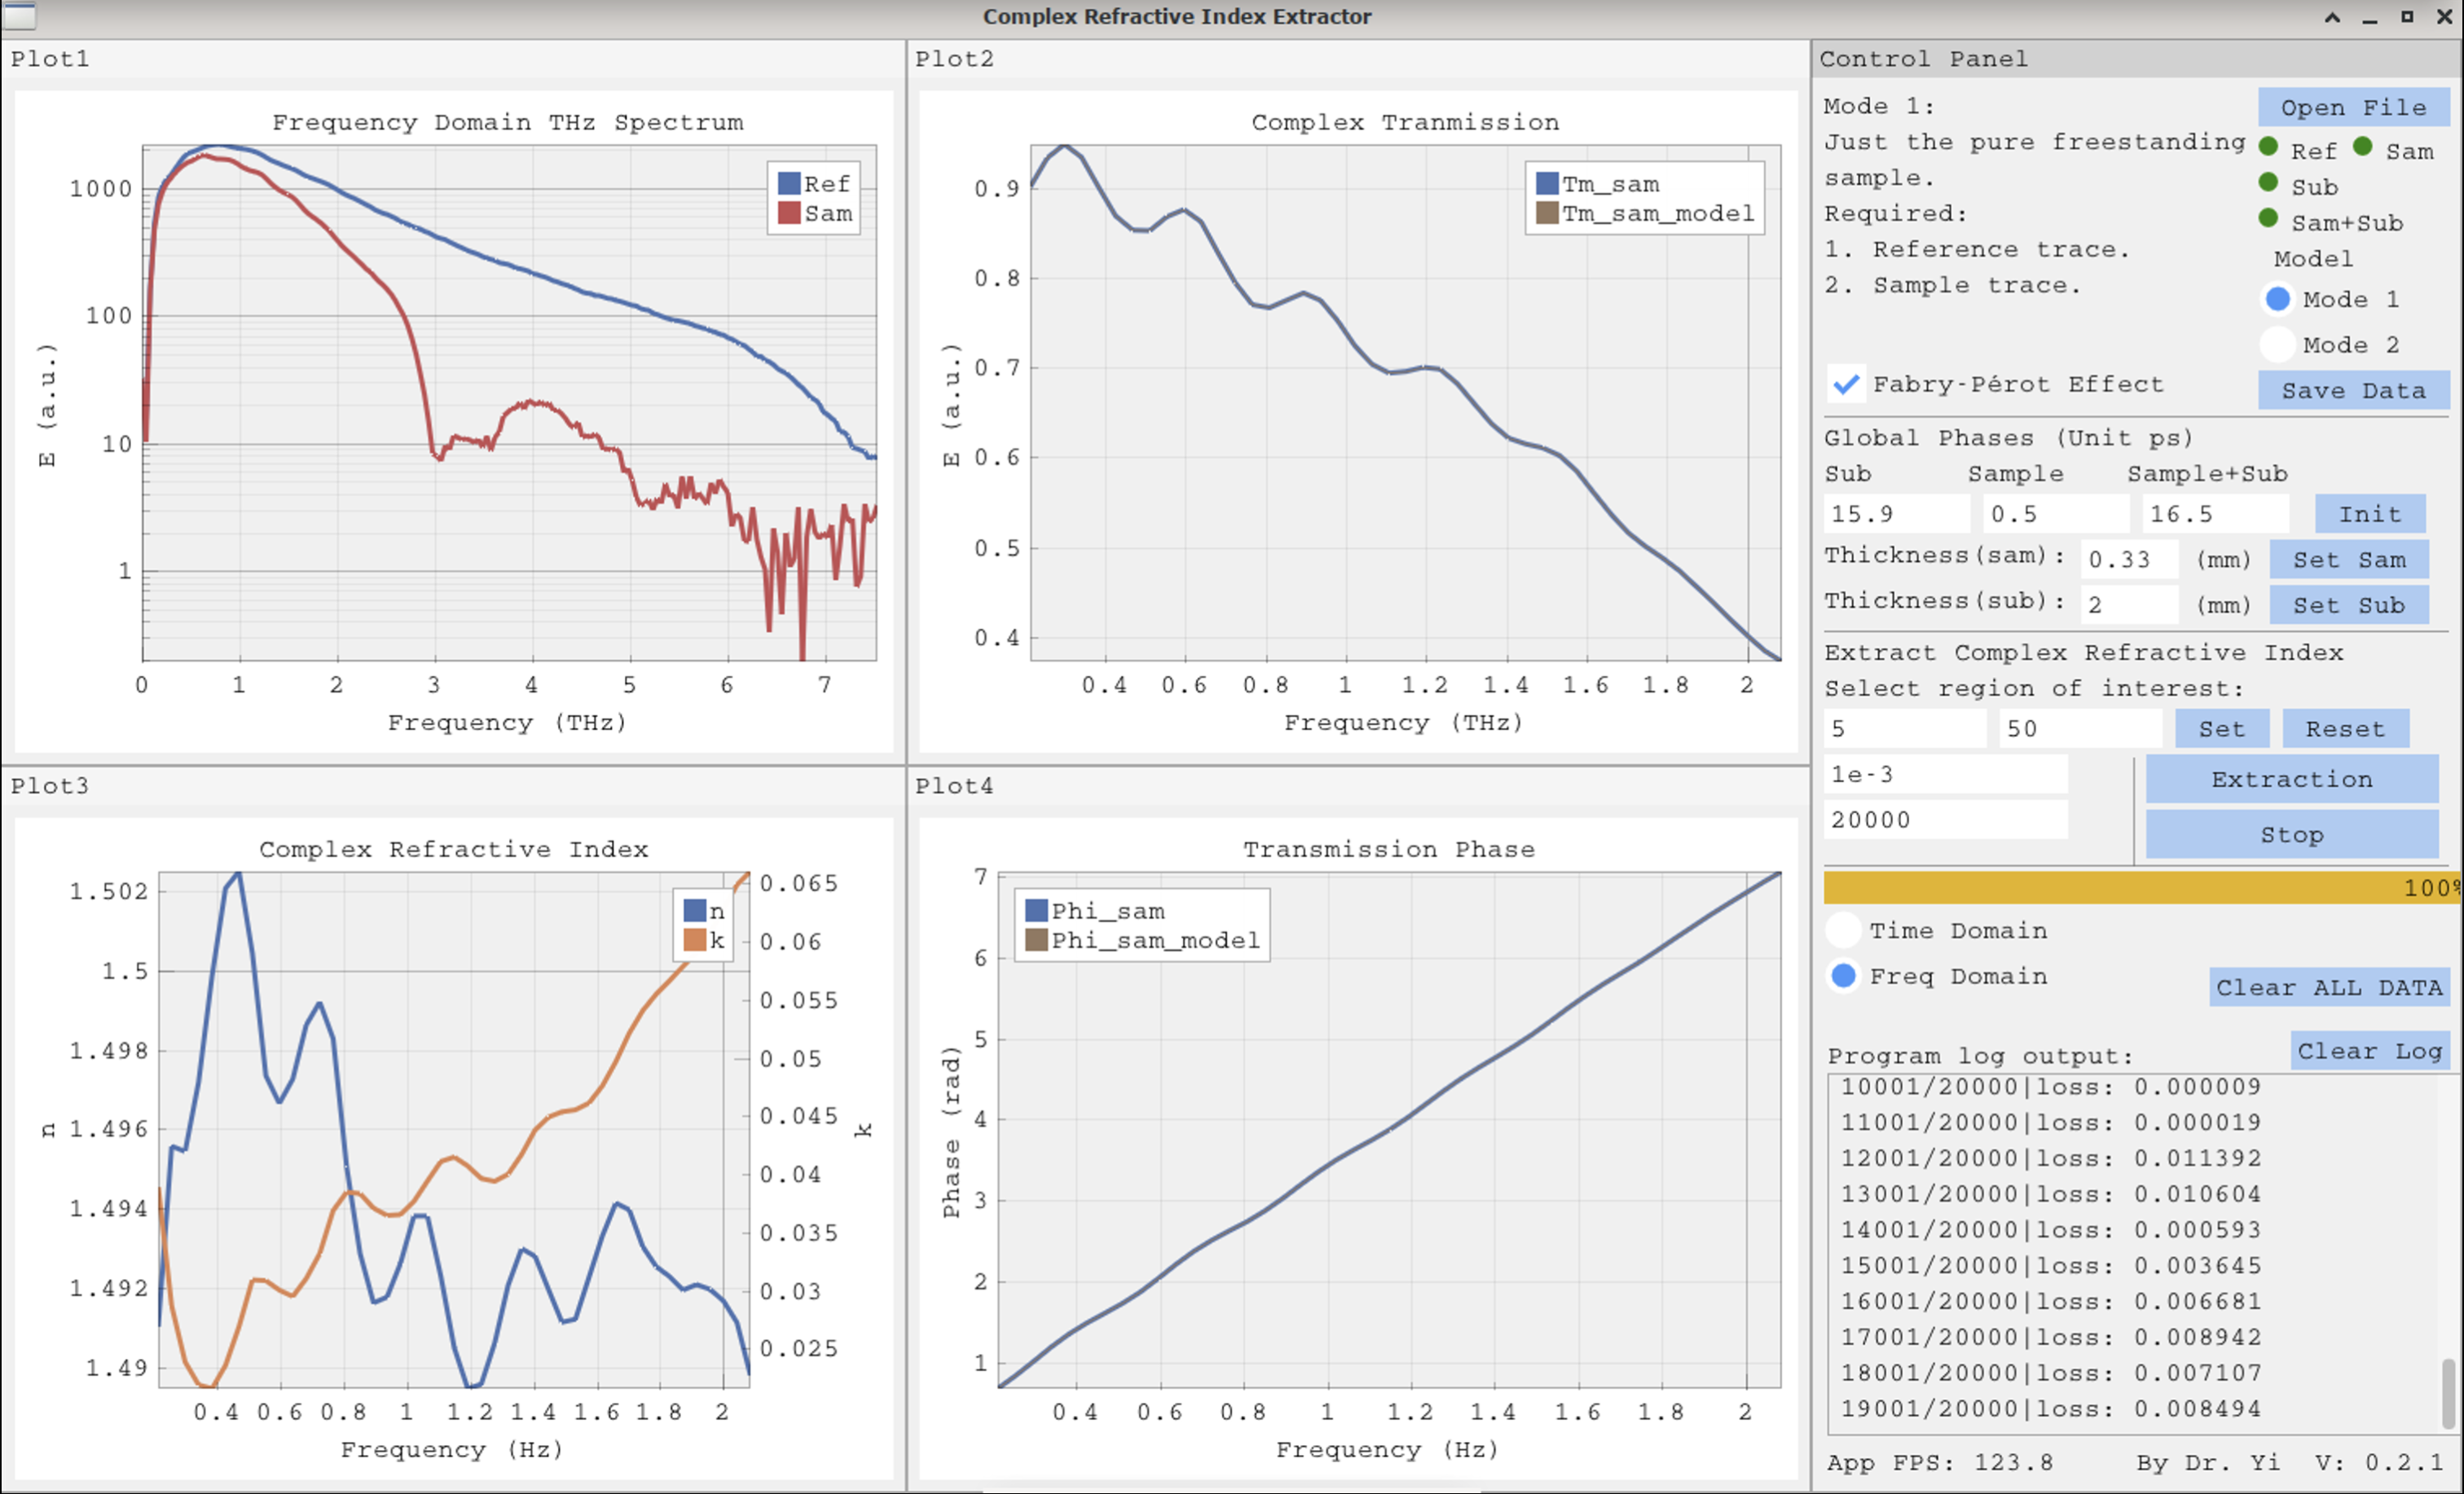 Complex Refractive Index Extractor
Plot1
Frequency Domain THz Spectrum
Ref
Sam
1000
100
10
1
E (a.u.)
0 1 2 3 4 5 6 7
Frequency (THz)
Plot2
Complex Tranmission
Tm_sam
Tm_sam_model
0.9
0.8
0.7
0.6
0.5
0.4
E (a.u.)
0.4 0.6 0.8 1 1.2 1.4 1.6 1.8 2
Frequency (THz)
Plot3
Complex Refractive Index
n
k
1.502
1.5
1.498
1.496
1.494
1.492
1.49
n
0.065
0.06
0.055
0.05
0.045
0.04
0.035
0.03
0.025
k
0.4 0.6 0.8 1 1.2 1.4 1.6 1.8 2
Frequency (Hz)
Plot4
Transmission Phase
Phi_sam
Phi_sam_model
7
6
5
4
3
2
1
Phase (rad)
0.4 0.6 0.8 1 1.2 1.4 1.6 1.8 2
Frequency (Hz)
Control Panel
Mode 1:
Just the pure freestanding
sample.
Required:
1. Reference trace.
2. Sample trace.
Open File
Ref Sam
Sub
Sam+Sub
Model
Mode 1
Mode 2
Fabry-Pérot Effect
Save Data
Global Phases (Unit ps)
Sub Sample Sample+Sub
15.9 0.5 16.5 Init
Thickness(sam): 0.33 (mm) Set Sam
Thickness(sub): 2 (mm) Set Sub
Extract Complex Refractive Index
Select region of interest:
5 50 Set Reset
1e-3 Extraction
20000 Stop
100%
Time Domain
Freq Domain
Clear ALL DATA
Program log output: Clear Log
10001/20000|loss: 0.000009
11001/20000|loss: 0.000019
12001/20000|loss: 0.011392
13001/20000|loss: 0.010604
14001/20000|loss: 0.000593
15001/20000|loss: 0.003645
16001/20000|loss: 0.006681
17001/20000|loss: 0.008942
18001/20000|loss: 0.007107
19001/20000|loss: 0.008494
App FPS: 123.8 By Dr. Yi V: 0.2.1